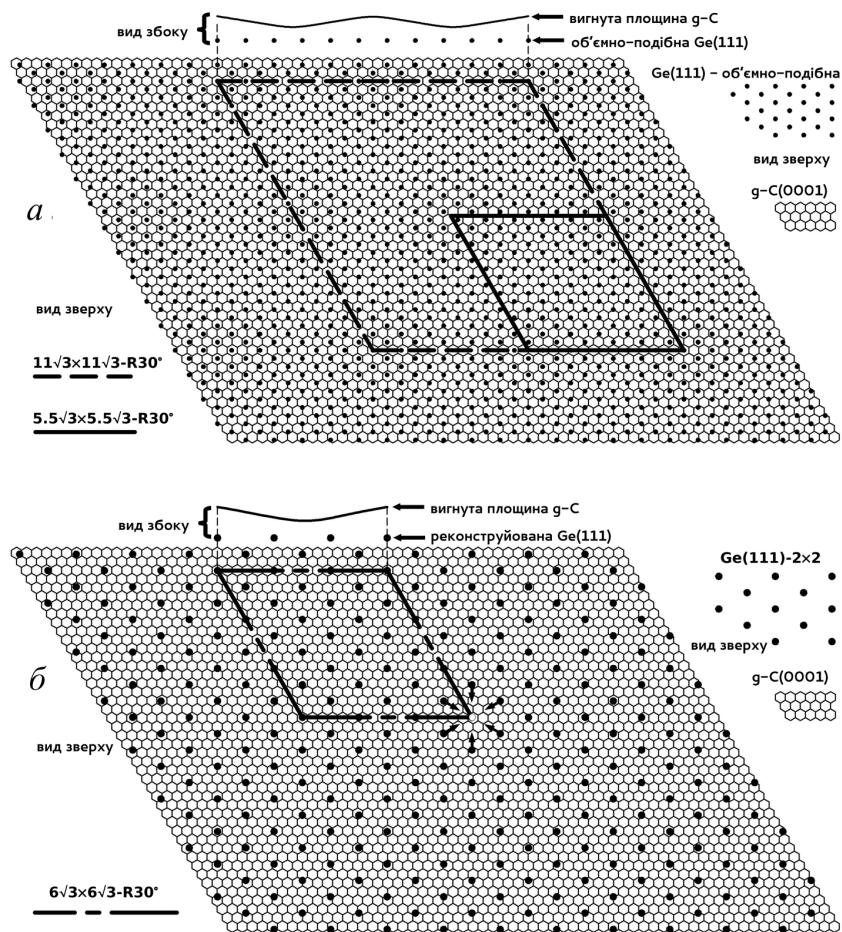 вид збоку
вигнута площина g–C
об’ємно–подібна Ge(111)
Ge(111) – об’ємно–подібна
вид зверху
g–C(0001)
а
вид зверху
11√3×11√3-R30°
5.5√3×5.5√3-R30°
вид збоку
вигнута площина g–C
реконструйована Ge(111)
Ge(111)-2×2
вид зверху
g–C(0001)
б
вид зверху
6√3×6√3-R30°